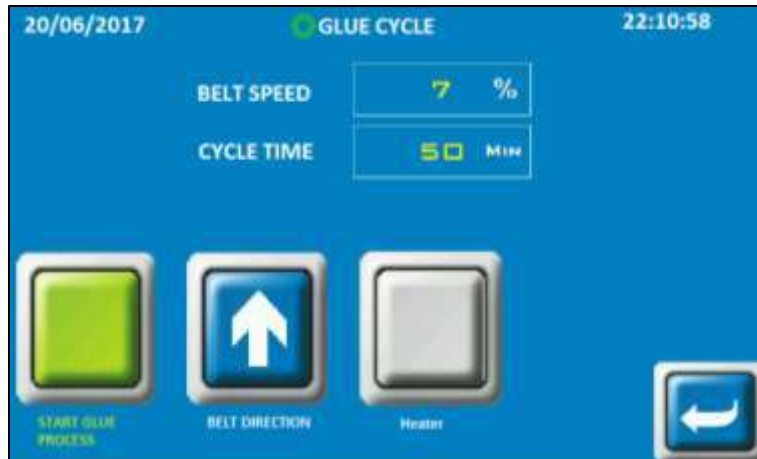 20/06/2017 GLUE CYCLE 22:10:58
BELT SPEED 7 %
CYCLE TIME 50 MIN
START GLUE
PROCESS
BELT DIRECTION
Heater